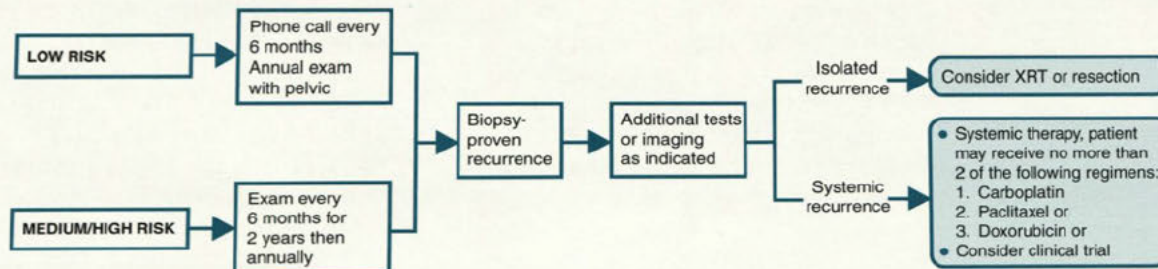 LOW RISK
Phone call every
6 months
Annual exam
with pelvic
MEDIUM/HIGH RISK
Exam every
6 months for
2 years then
annually
Biopsy-
proven
recurrence
Additional tests
or imaging
as indicated
Isolated
recurrence
Consider XRT or resection
Systemic
recurrence
• Systemic therapy, patient
may receive no more than
2 of the following regimens:
1. Carboplatin
2. Paclitaxel or
3. Doxorubicin or
• Consider clinical trial